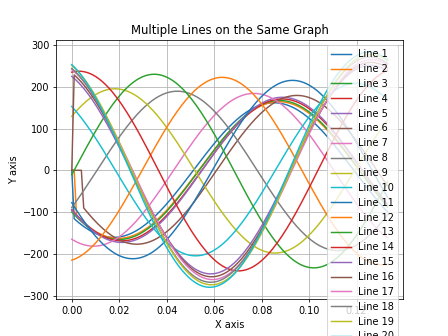 Multiple Lines on the Same Graph
Y axis
300
200
100
0
−100
−200
−300
0.00
0.02
0.04
0.06
0.08
0.10
X axis
Line 1
Line 2
Line 3
Line 4
Line 5
Line 6
Line 7
Line 8
Line 9
Line 10
Line 11
Line 12
Line 13
Line 14
Line 15
Line 16
Line 17
Line 18
Line 19
Line 20